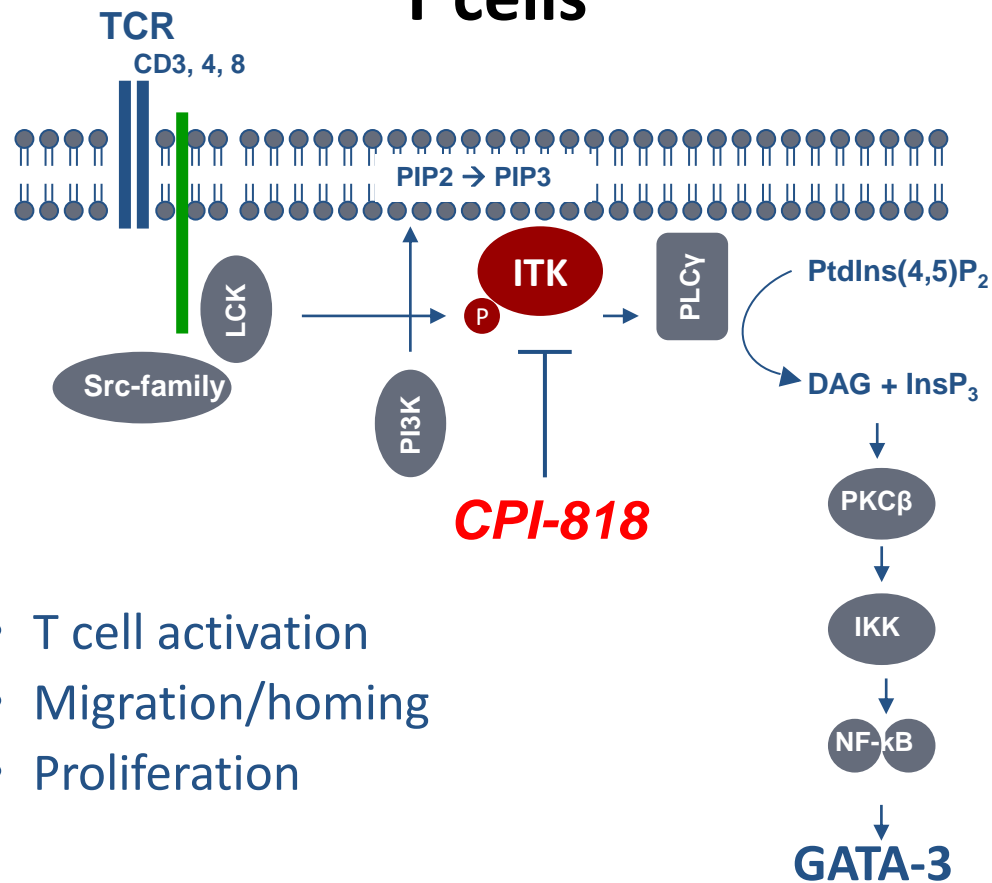 T cells
TCR
CD3, 4, 8
PIP2 → PIP3
ITK
P
LCK
PLCγ
PtdIns(4,5)P₂
Src-family
PI3K
DAG + InsP₃
CPI-818
PKCβ
IKK
NF-kB
GATA-3
• T cell activation
• Migration/homing
• Proliferation